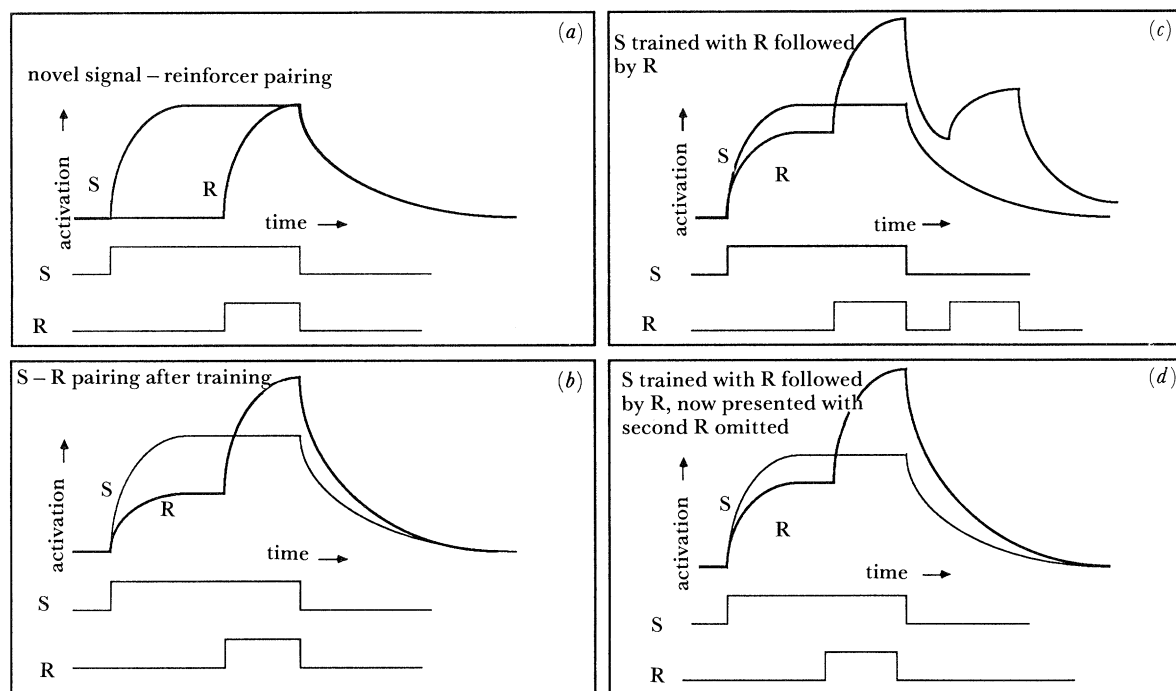 (a)
novel signal – reinforcer pairing
activation
S
R
time
S
R
(b)
S – R pairing after training
activation
S
R
time
S
R
(c)
S trained with R followed
by R
activation
S
R
time
S
R
(d)
S trained with R followed
by R, now presented with
second R omitted
activation
S
R
time
S
R